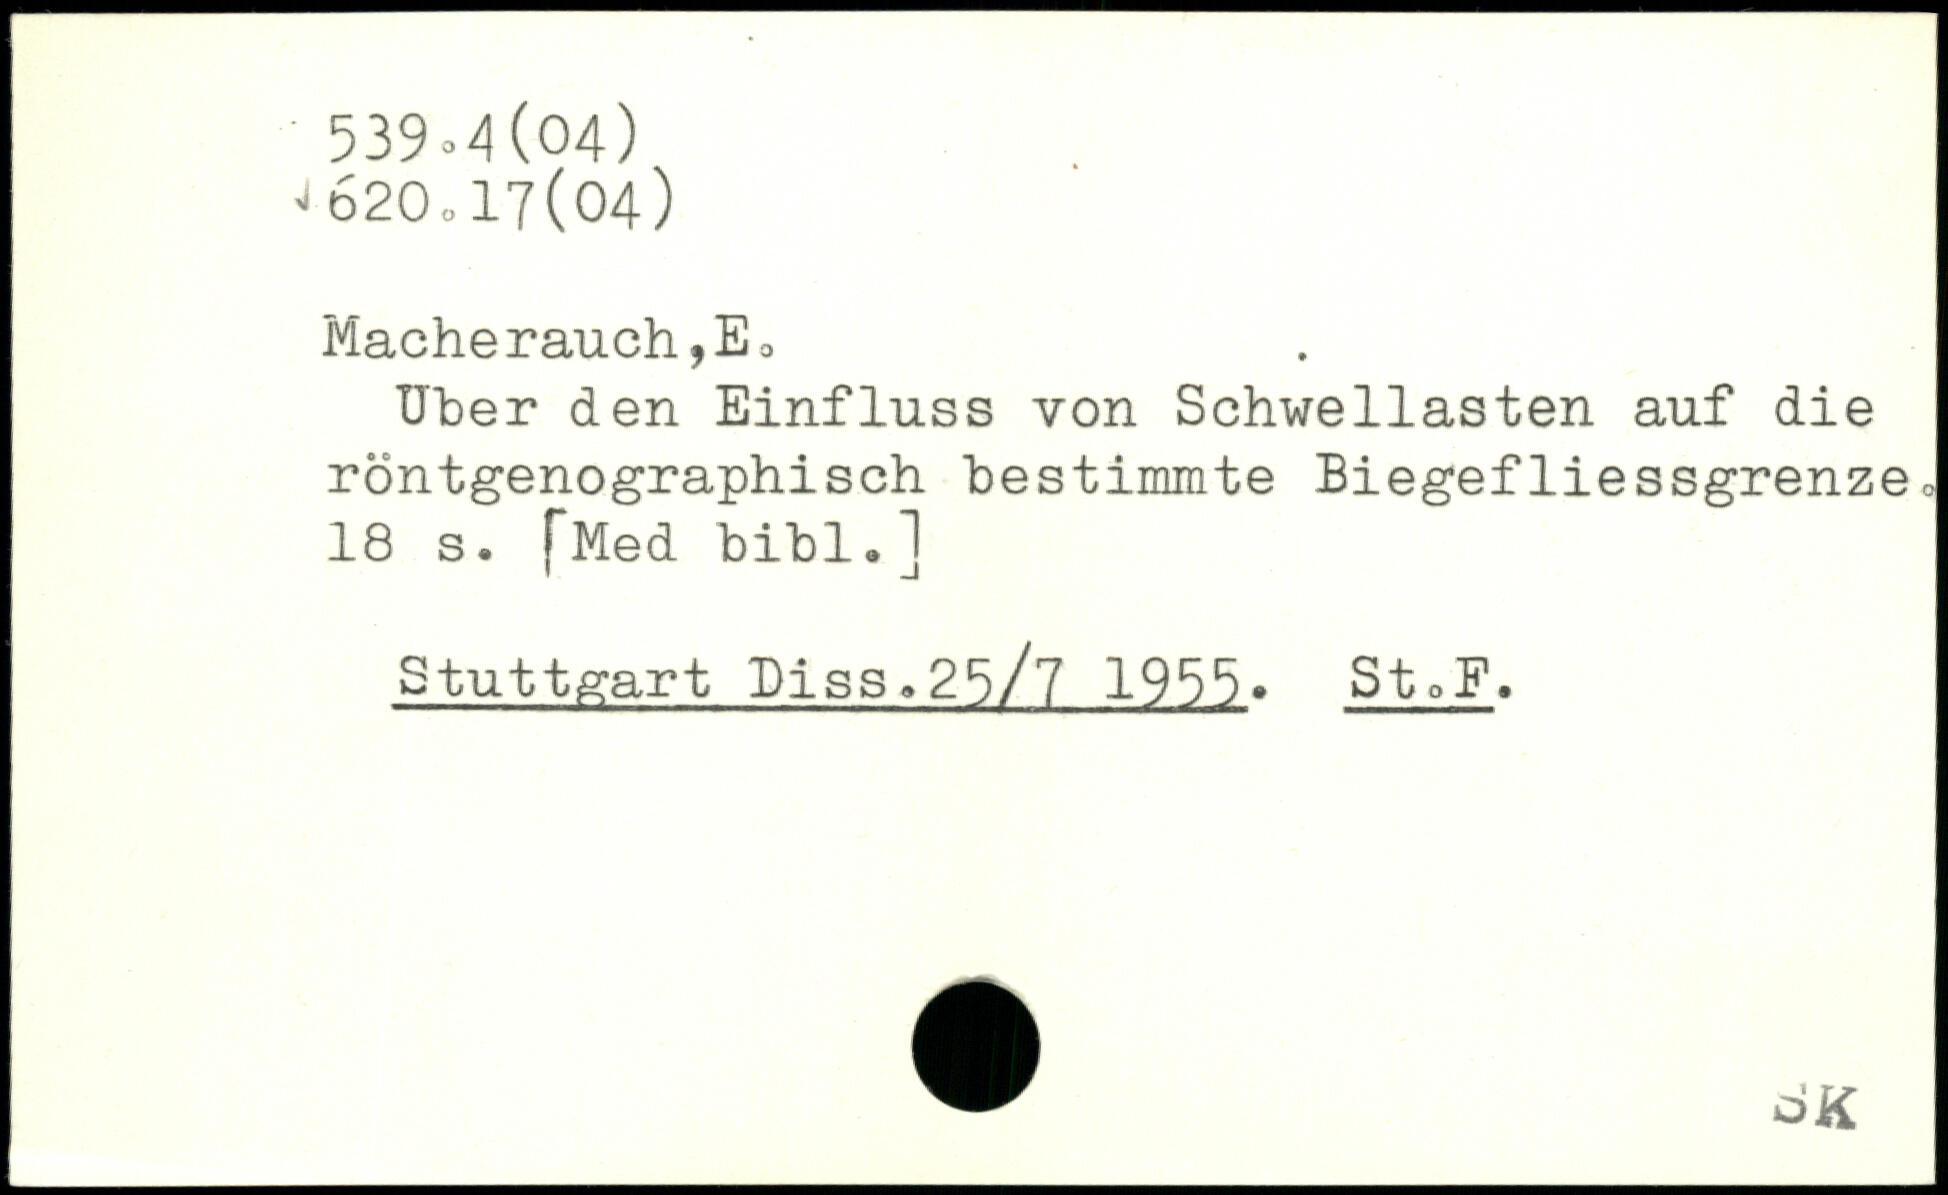 539.4(04)
620.17(04)
Macherauch,E.
Über den Einfluss von Schwellasten auf die
röntgenographisch bestimmte Biegefliessgrenze.
18 s. [Med bibl.]
Stuttgart Diss.25/7 1955. St.F.
SK